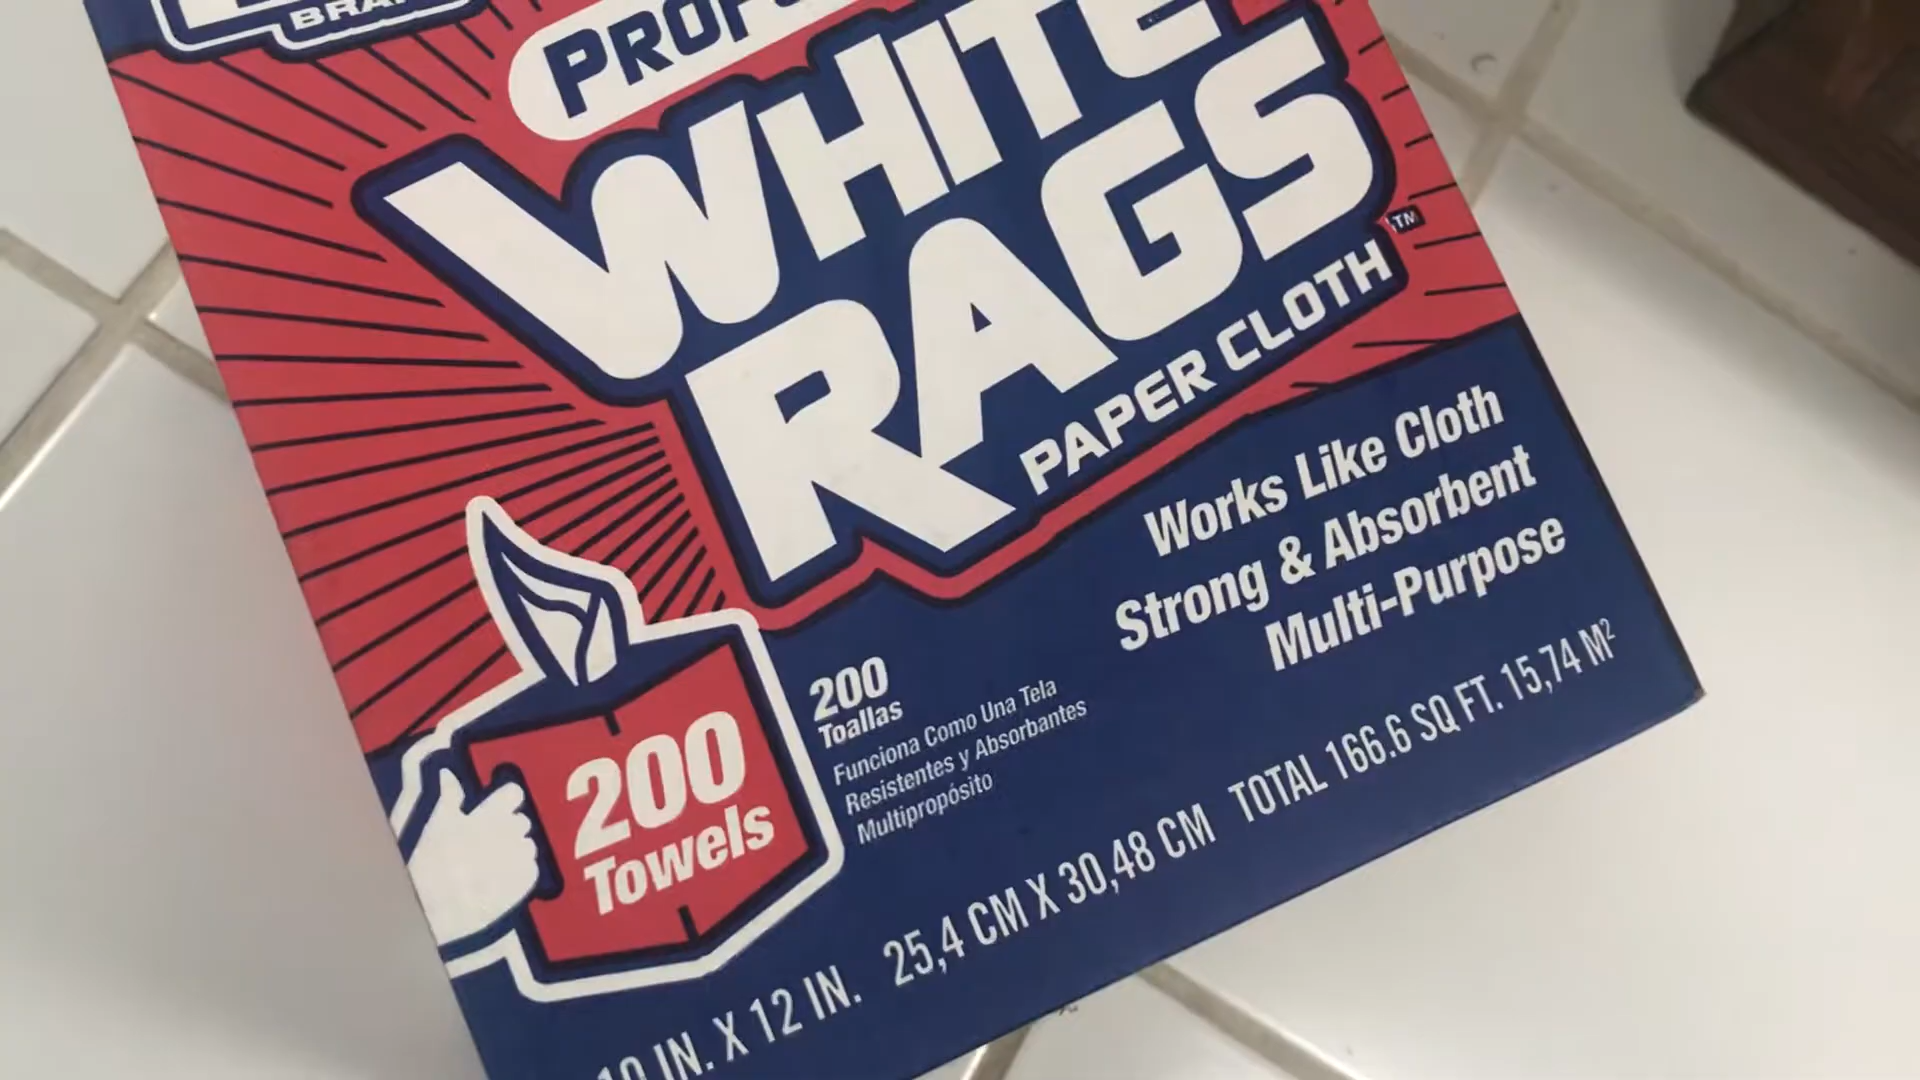 WHITE
RAGS
™
PAPER CLOTH
Works Like Cloth
Strong & Absorbent
Multi-Purpose
200
Towels
200
Toallas
Funciona Como Una Tela
Resistentes y Absorbantes
Multipropósito
10 IN. X 12 IN. 25,4 CM X 30,48 CM TOTAL 166.6 SQ FT. 15,74 M²